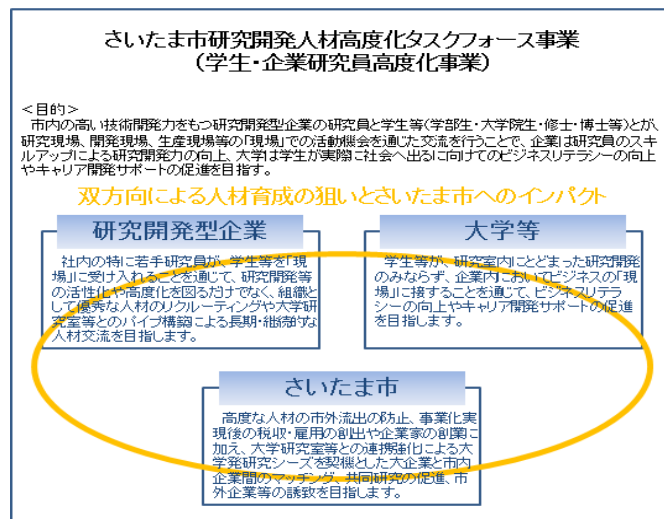 さいたま市研究開発人材高度化タスクフォース事業
(学生・企業研究員高度化事業)
＜目的＞
市内の高い技術開発力をもつ研究開発型企業の研究員と学生等(学部生・大学院生・修士・博士等)とが、
研究現場、開発現場、生産現場等の「現場」での活動機会を通じた交流を行うことで、企業は研究員のスキ
ルアップによる研究開発力の向上、大学は学生が実際に社会へ出るに向けてのビジネスリテラシーの向上
やキャリア開発サポートの促進を目指す。
双方向による人材育成の狙いとさいたま市へのインパクト
研究開発型企業
社内の特に若手研究員が、学生等を「現
場」に受け入れることを通じて、研究開発等
の活性化や高度化を図るだけでなく、組織と
して優秀な人材のリクルーティングや大学研
究室等とのパイプ構築による長期・継続的な
人材交流を目指します。
大学等
学生等が、研究室内にとどまった研究開発
のみならず、企業内においてビジネスの「現
場」に接することを通じて、ビジネスリテラ
シーの向上やキャリア開発サポートの促進
を目指します。
さいたま市
高度な人材の市外流出の防止、事業化実
現後の税収・雇用の創出や企業家の創業に
加え、大学研究室等との連携強化による大
学発研究シーズを契機とした大企業と市内
企業間のマッチング、共同研究の促進、市
外企業等の誘致を目指します。